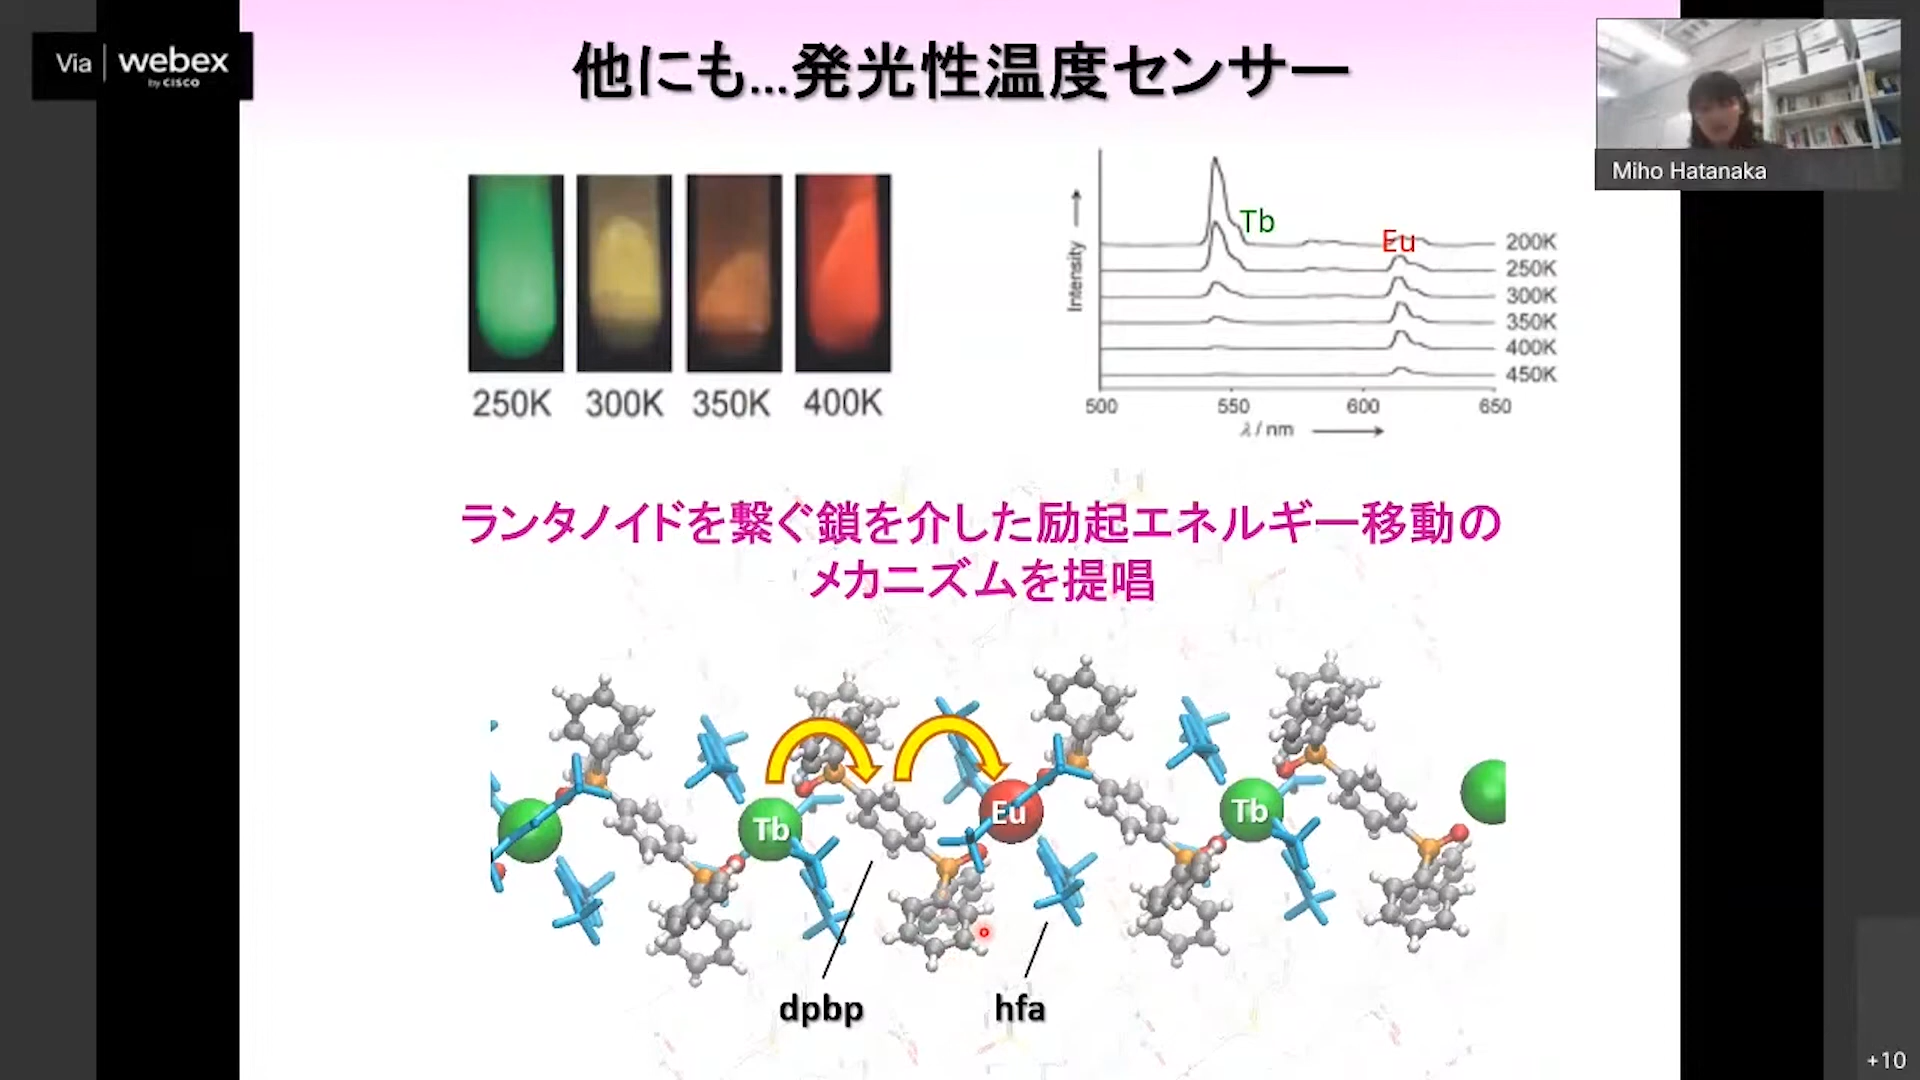 Via webex
by CISCO
他にも...発光性温度センサー
Miho Hatanaka
250K 300K 350K 400K
Intensity
Tb
Eu
200K
250K
300K
350K
400K
450K
500 550 600 650
λ / nm
ランタノイドを繋ぐ鎖を介した励起エネルギー移動の
メカニズムを提唱
Tb
Eu
Tb
dpbp
hfa
+10